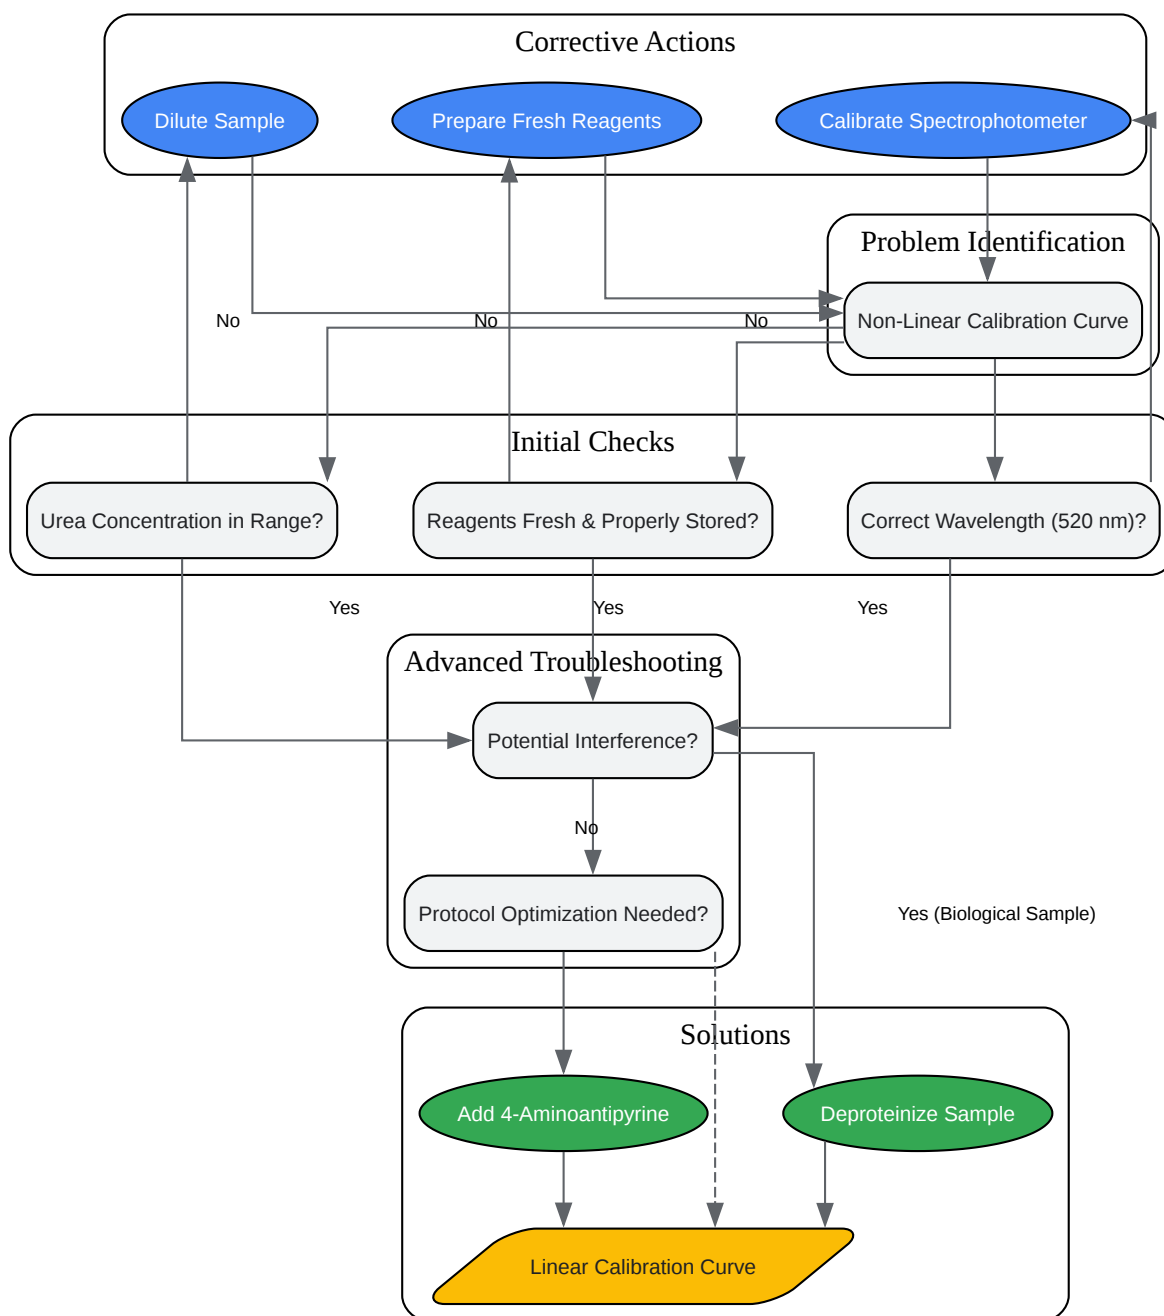 Corrective Actions
Dilute Sample
Prepare Fresh Reagents
Calibrate Spectrophotometer
Problem Identification
No
No
No
Non-Linear Calibration Curve
Initial Checks
Urea Concentration in Range?
Reagents Fresh & Properly Stored?
Correct Wavelength (520 nm)?
Yes
Yes
Yes
Advanced Troubleshooting
Potential Interference?
No
Protocol Optimization Needed?
Yes (Biological Sample)
Solutions
Add 4-Aminoantipyrine
Deproteinize Sample
Linear Calibration Curve